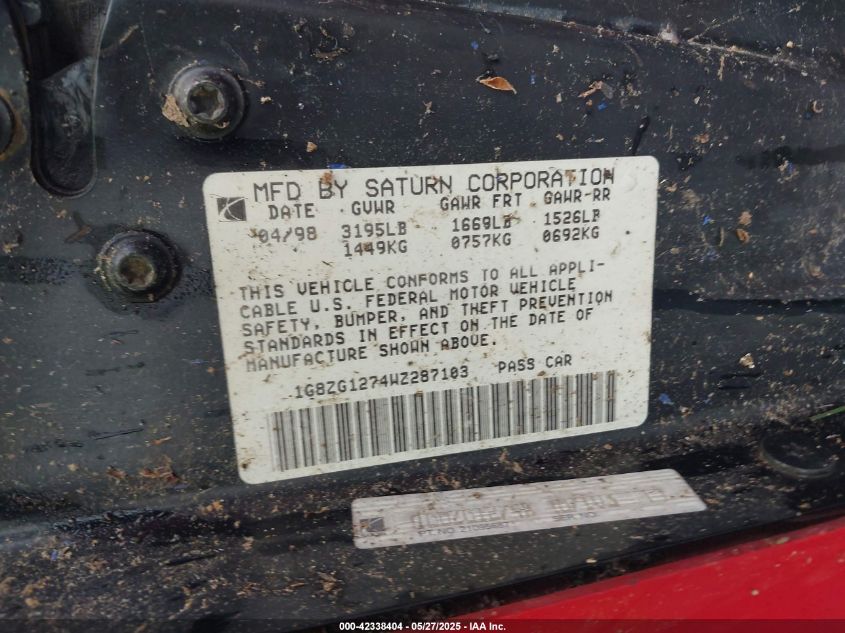 MFD BY SATURN CORPORATION
DATE GVWR GAWR FRT GAWR-RR
04/98 3195LB 1669LB 1526LB
1449KG 0757KG 0692KG
THIS VEHICLE CONFORMS TO ALL APPLI-
CABLE U.S. FEDERAL MOTOR VEHICLE
SAFETY, BUMPER, AND THEFT PREVENTION
STANDARDS IN EFFECT ON THE DATE OF
MANUFACTURE SHOWN ABOVE.
1G8ZG1274WZ287103 PASS CAR
PT NO
000-42338404 - 05/27/2025 - IAA Inc.